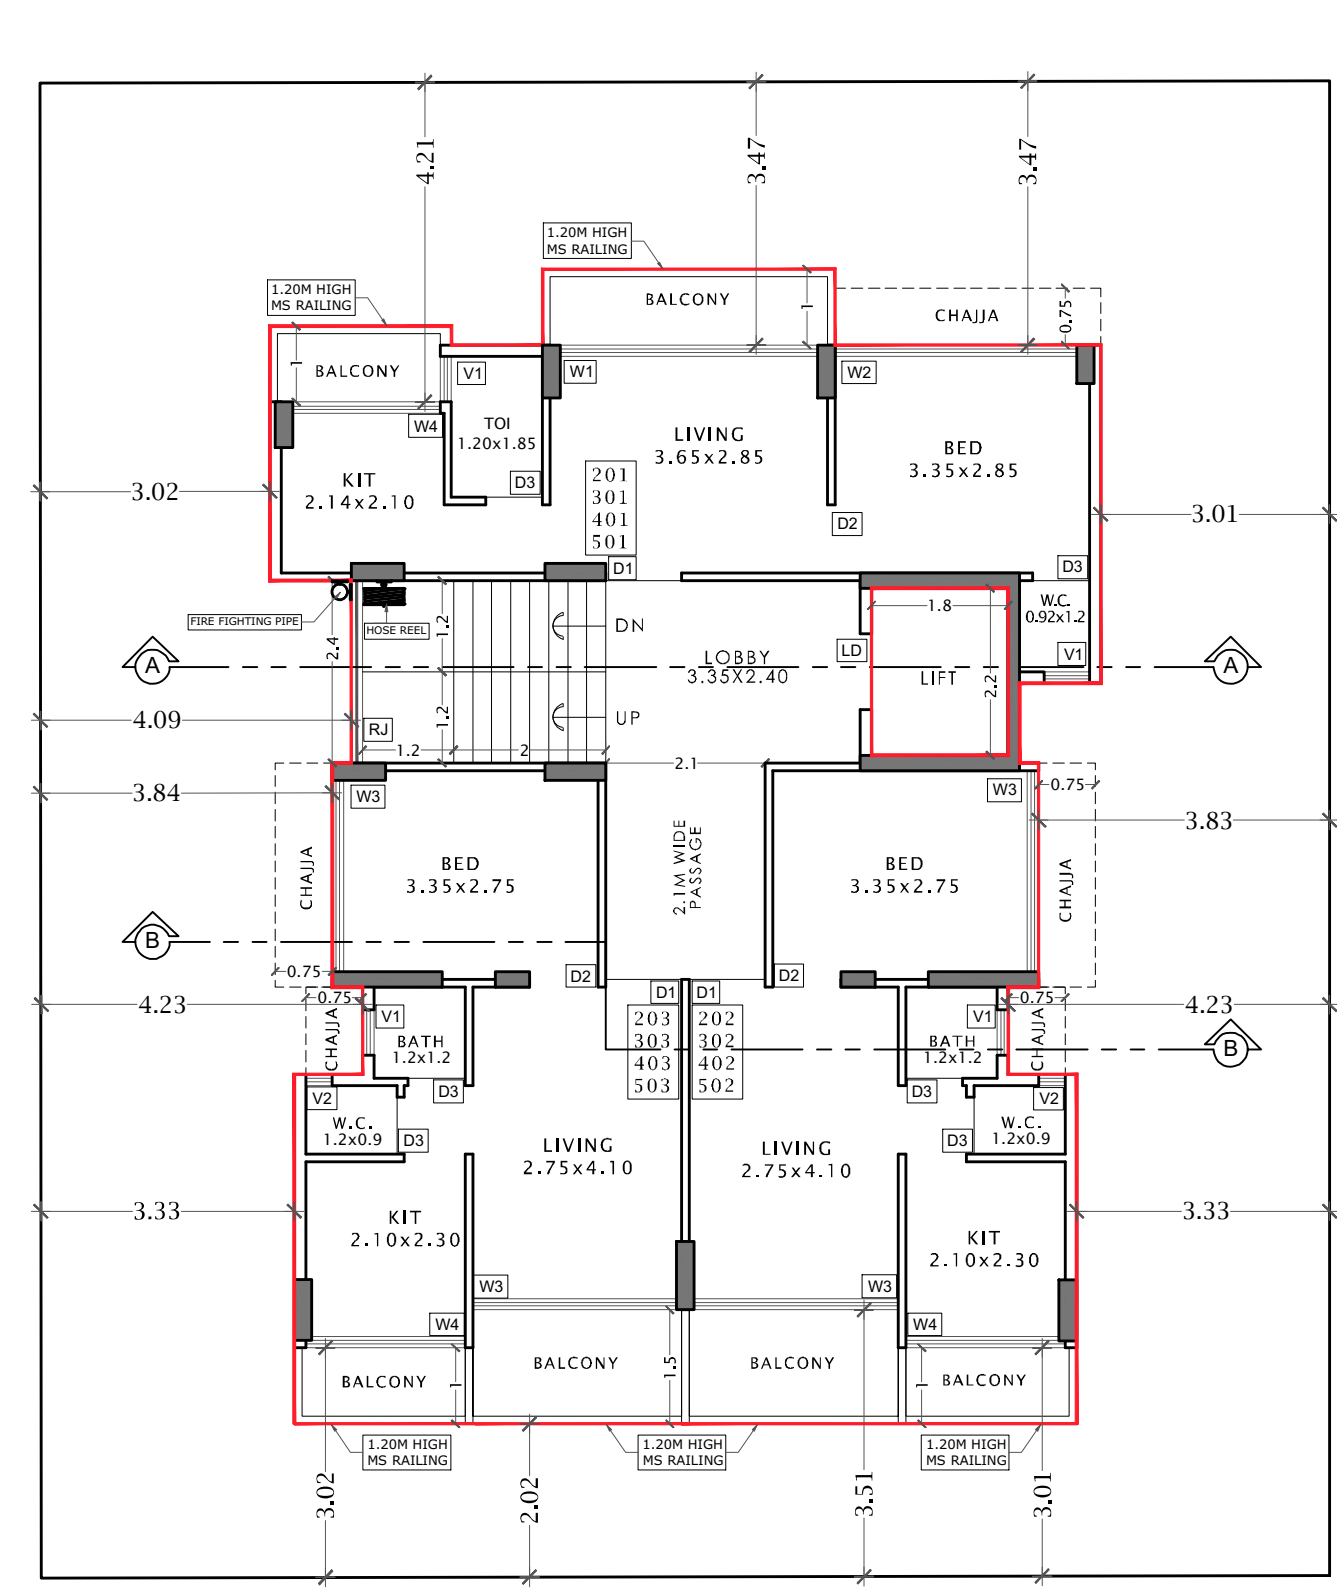 4.21
3.47
3.47
1.20M HIGH
MS RAILING
1.20M HIGH
MS RAILING
BALCONY
1
CHAJJA
0.75
1
BALCONY
V1
W1
W2
W4
TOI
1.20x1.85
LIVING
3.65x2.85
BED
3.35x2.85
KIT
2.14x2.10
D3
201
301
401
501
D2
3.02
3.01
D1
D3
FIRE FIGHTING PIPE
HOSE REEL
1.2
DN
1.8
W.C.
0.92x1.2
2.4
LD
V1
A
LOBBY
3.35X2.40
LIFT
2.2
A
4.09
RJ
1.2
UP
1.2
2
2.1
3.84
W3
W3
0.75
3.83
CHAJJA
BED
3.35x2.75
2.1M WIDE
PASSAGE
BED
3.35x2.75
CHAJJA
B
0.75
D2
D2
4.23
0.75
D1
D1
0.75
4.23
CHAJJA
V1
BATH
1.2x1.2
203
303
403
503
202
302
402
502
V1
BATH
1.2x1.2
CHAJJA
B
V2
D3
D3
V2
W.C.
1.2x0.9
D3
LIVING
2.75x4.10
LIVING
2.75x4.10
D3
W.C.
1.2x0.9
3.33
KIT
2.10x2.30
KIT
2.10x2.30
3.33
W3
W3
W4
W4
BALCONY
1
BALCONY
1.5
BALCONY
1
BALCONY
1.20M HIGH
MS RAILING
1.20M HIGH
MS RAILING
1.20M HIGH
MS RAILING
3.02
2.02
3.51
3.01